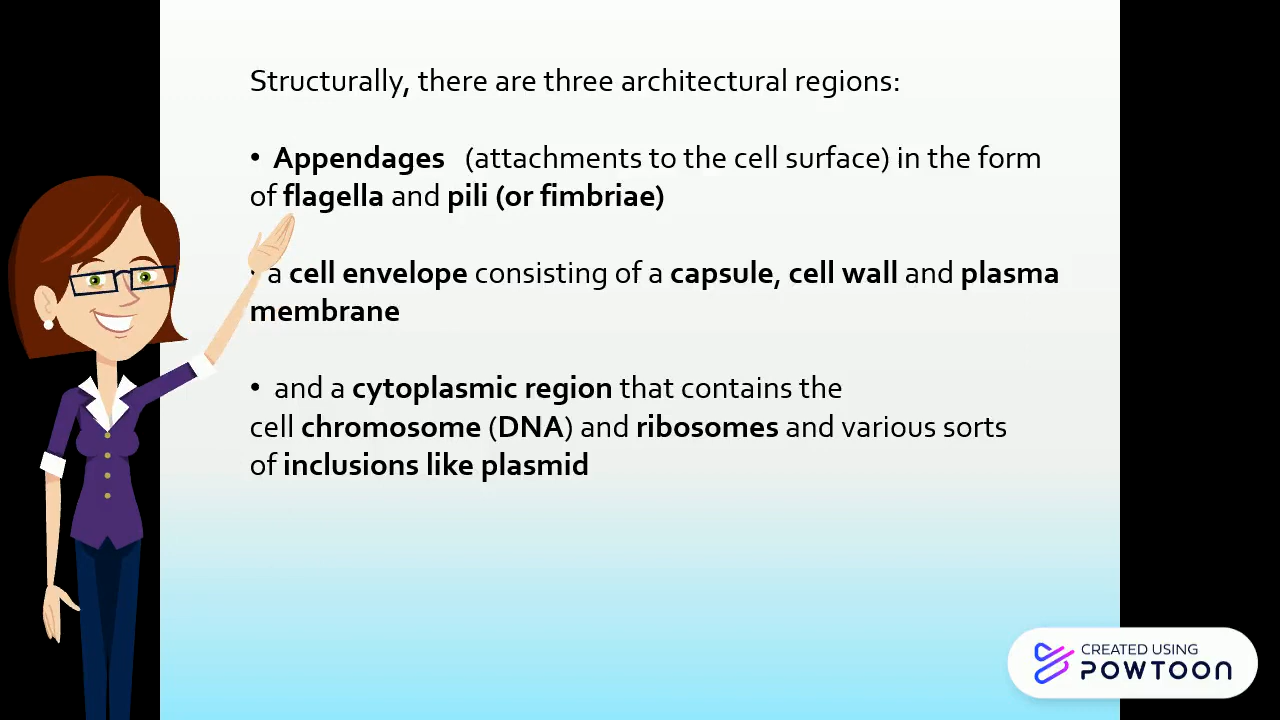 Structurally, there are three architectural regions:
• Appendages (attachments to the cell surface) in the form
of flagella and pili (or fimbriae)
• a cell envelope consisting of a capsule, cell wall and plasma
membrane
• and a cytoplasmic region that contains the
cell chromosome (DNA) and ribosomes and various sorts
of inclusions like plasmid
CREATED USING
POWTOON